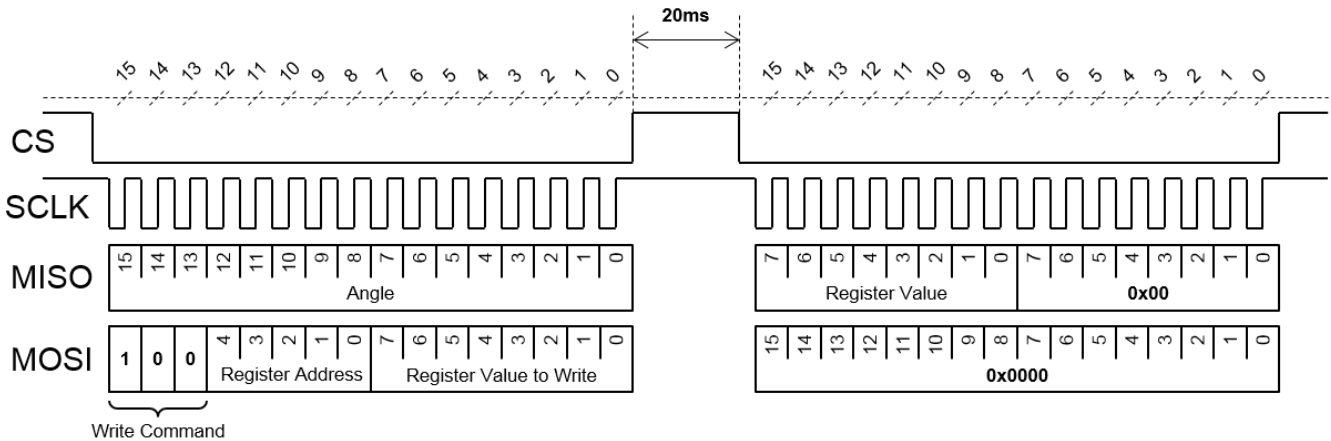 20ms
15 14 13 12 11 10 9 8 7 6 5 4 3 2 1 0 15 14 13 12 11 10 9 8 7 6 5 4 3 2 1 0
CS
SCLK
MISO 15 14 13 12 11 10 9 8 7 6 5 4 3 2 1 0 7 6 5 4 3 2 1 0 7 6 5 4 3 2 1 0
Angle Register Value 0x00
MOSI 1 0 0 4 3 2 1 0 7 6 5 4 3 2 1 0 15 14 13 12 11 10 9 8 7 6 5 4 3 2 1 0
Register Address Register Value to Write 0x0000
Write Command